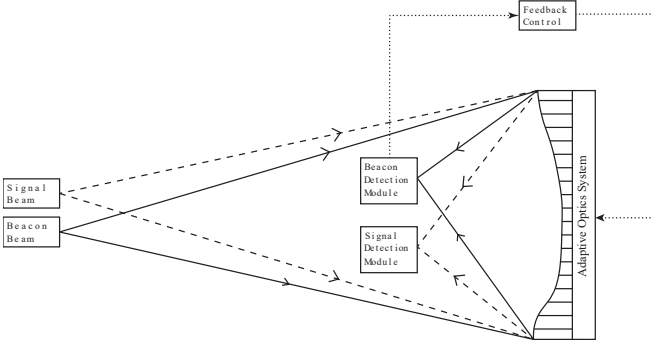 Feedback
Control
Beacon
Detection
Module
Signal
Beam
Beacon
Beam
Signal
Detection
Module
Adaptive Optics System